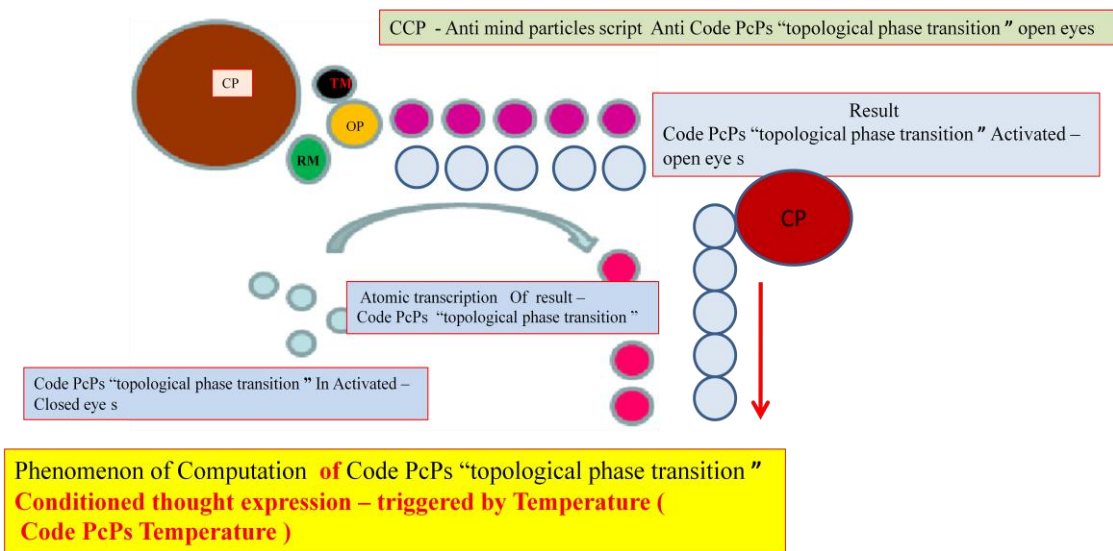 CCP - Anti mind particles script Anti Code PcPs “topological phase transition ” open eyes
CP
TM
OP
RM
Result
Code PcPs “topological phase transition ” Activated –
open eye s
CP
Atomic transcription Of result –
Code PcPs “topological phase transition ”
Code PcPs “topological phase transition ” In Activated –
Closed eye s
Phenomenon of Computation of Code PcPs “topological phase transition ”
Conditioned thought expression – triggered by Temperature (
Code PcPs Temperature )